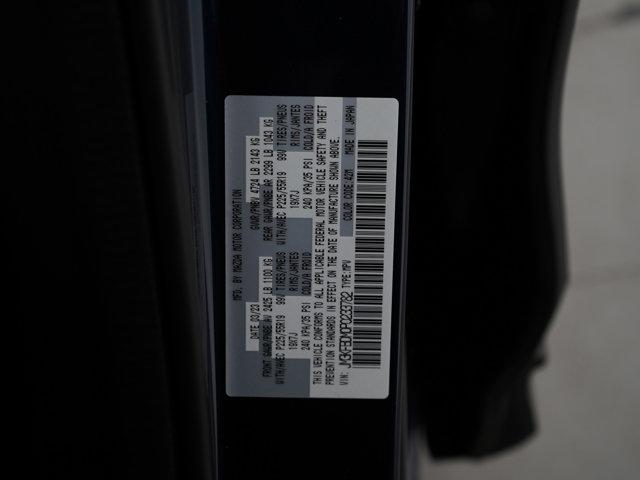 MFD. BY MAZDA MOTOR CORPORATION
DATE 03/23 GVWR/PNBV 4724 LB 2143 KG
FRONT GAWR/PNBE AV 2425 LB 1100 KG REAR GAWR/PNBE AR 2299 LB 1043 KG
WITH/AVEC P225/55R19 99V TIRES/PNEUS WITH/AVEC P225/55R19 99V TIRES/PNEUS
19X7J RIMS/JANTES 19X7J RIMS/JANTES
240 KPA/35 PSI COLD/A FROID 240 KPA/35 PSI COLD/A FROID
THIS VEHICLE CONFORMS TO ALL APPLICABLE FEDERAL MOTOR VEHICLE SAFETY AND THEFT
PREVENTION STANDARDS IN EFFECT ON THE DATE OF MANUFACTURE SHOWN ABOVE.
VIN: TYPE:MPV COLOR CODE:42M MADE IN JAPAN